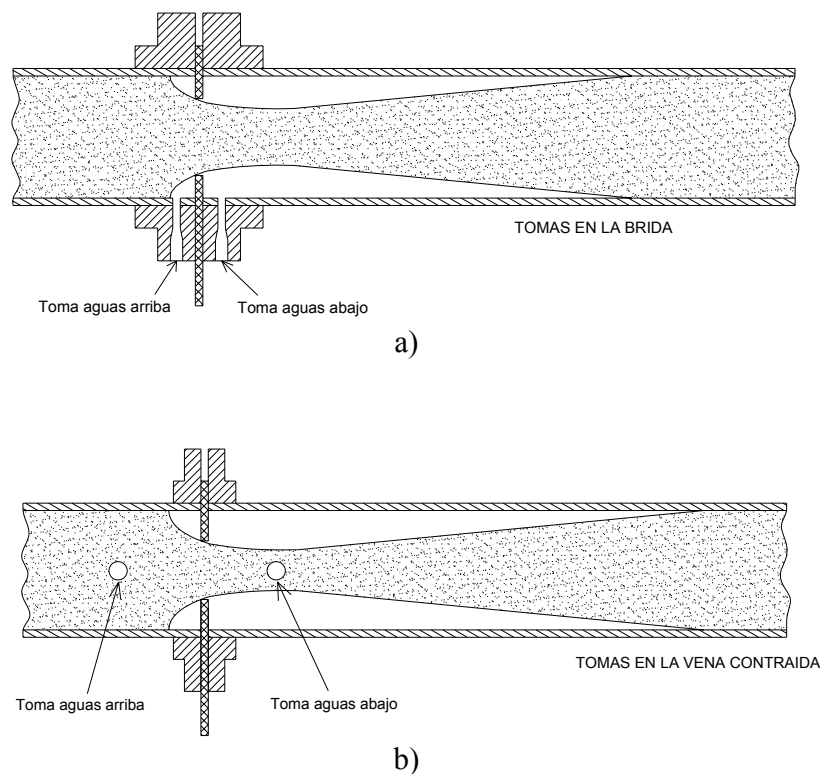 TOMAS EN LA BRIDA
Toma aguas arriba
Toma aguas abajo
a)
TOMAS EN LA VENA CONTRAIDA
Toma aguas arriba
Toma aguas abajo
b)